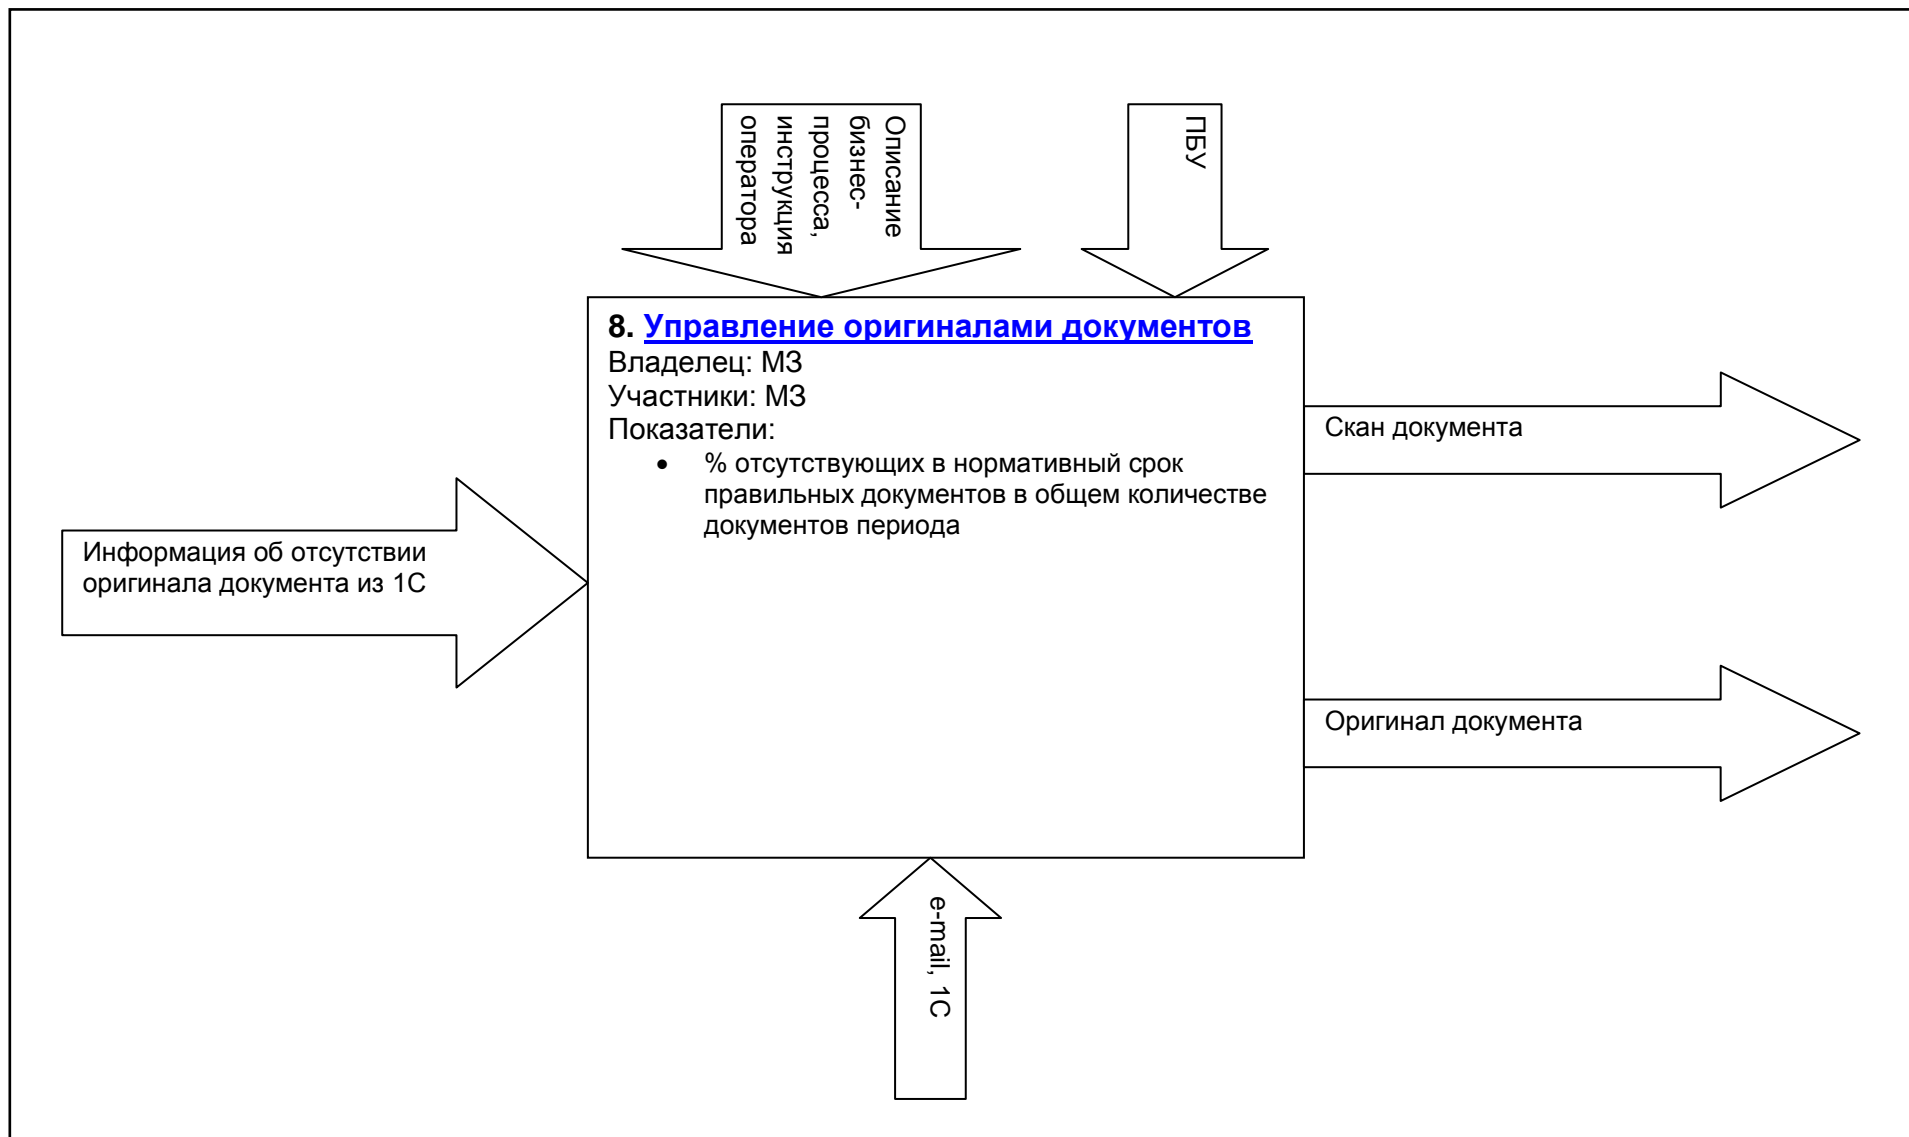 Описание
бизнес-
процесса,
инструкция
оператора
ПБУ
8. Управление оригиналами документов
Владелец: МЗ
Участники: МЗ
Показатели:
• % отсутствующих в нормативный срок
правильных документов в общем количестве
документов периода
Скан документа
Информация об отсутствии
оригинала документа из 1С
Оригинал документа
e-mail, 1С